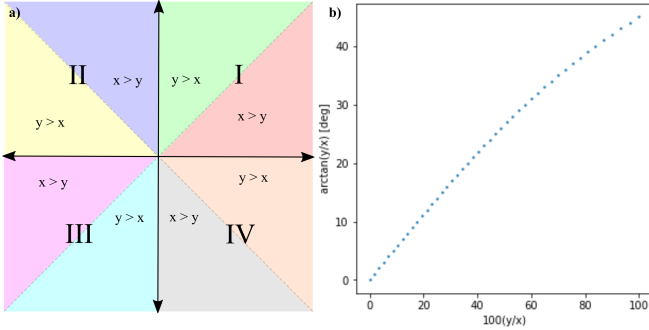 a)
II
I
x > y
y > x
y > x
x > y
x > y
y > x
III
y > x
x > y
IV
b)
arctan(y/x) [deg]
40
30
20
10
0
0
20
40
60
80
100
100(y/x)